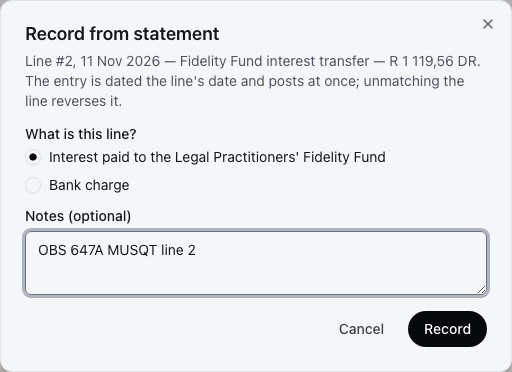 Record from statement
Line #2, 11 Nov 2026 — Fidelity Fund interest transfer — R 1 119,56 DR.
The entry is dated the line's date and posts at once; unmatching the
line reverses it.
What is this line?
Interest paid to the Legal Practitioners' Fidelity Fund
Bank charge
Notes (optional)
OBS 647A MUSQT line 2
Cancel
Record